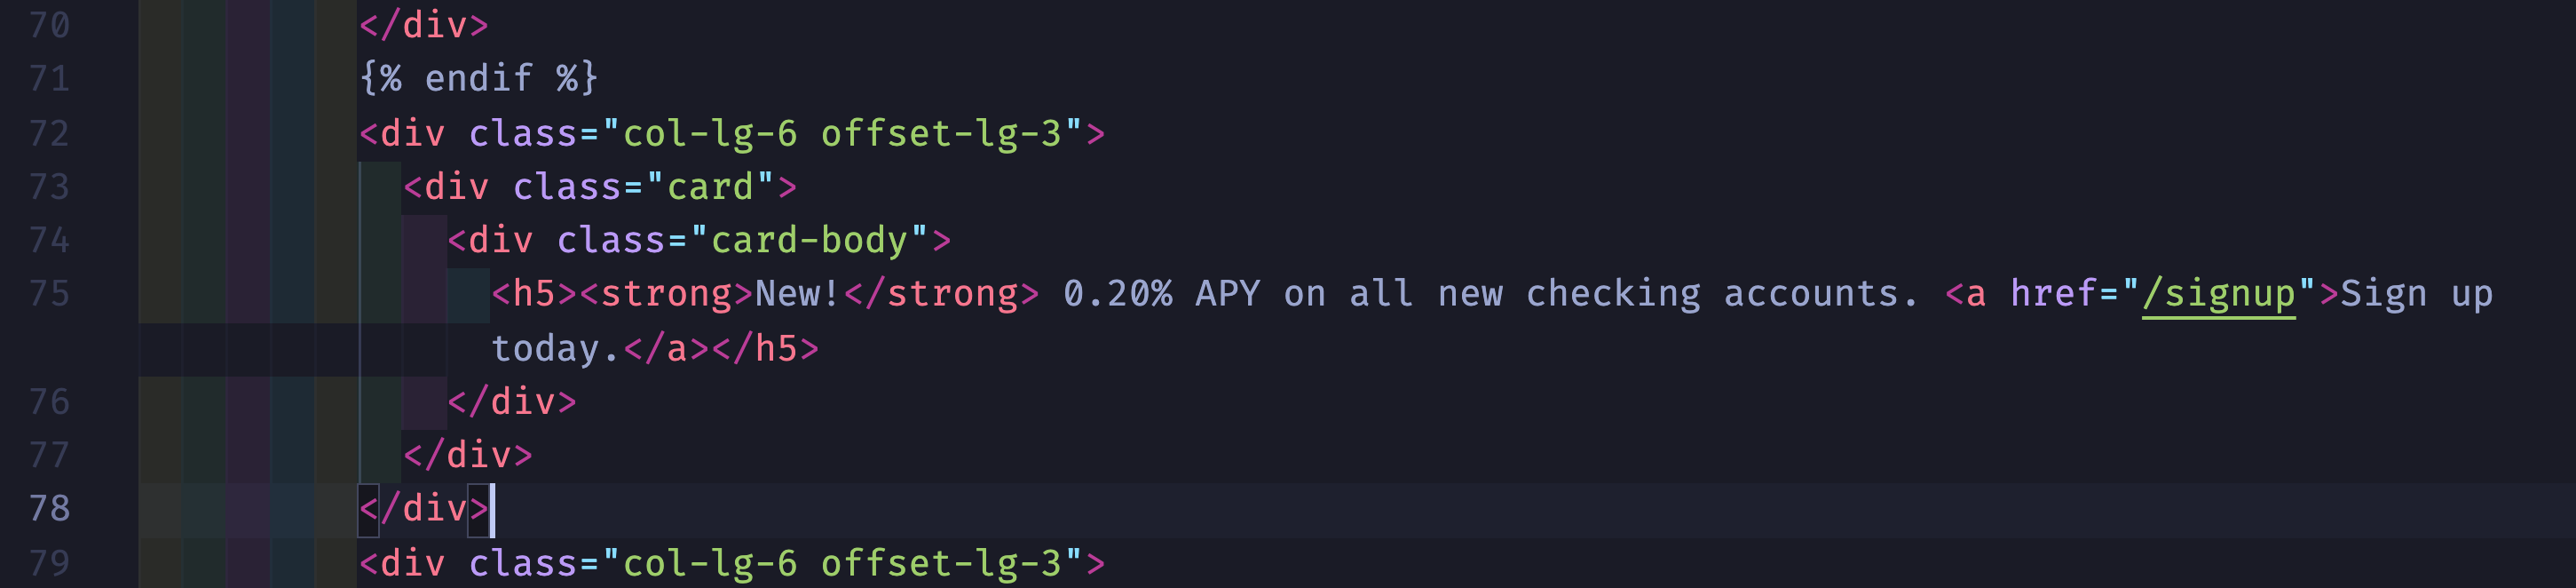 70 </div>
71 {% endif %}
72 <div class="col-lg-6 offset-lg-3">
73 <div class="card">
74 <div class="card-body">
75 <h5><strong>New!</strong> 0.20% APY on all new checking accounts. <a href="/signup">Sign up
today.</a></h5>
76 </div>
77 </div>
78 </div>
79 <div class="col-lg-6 offset-lg-3">